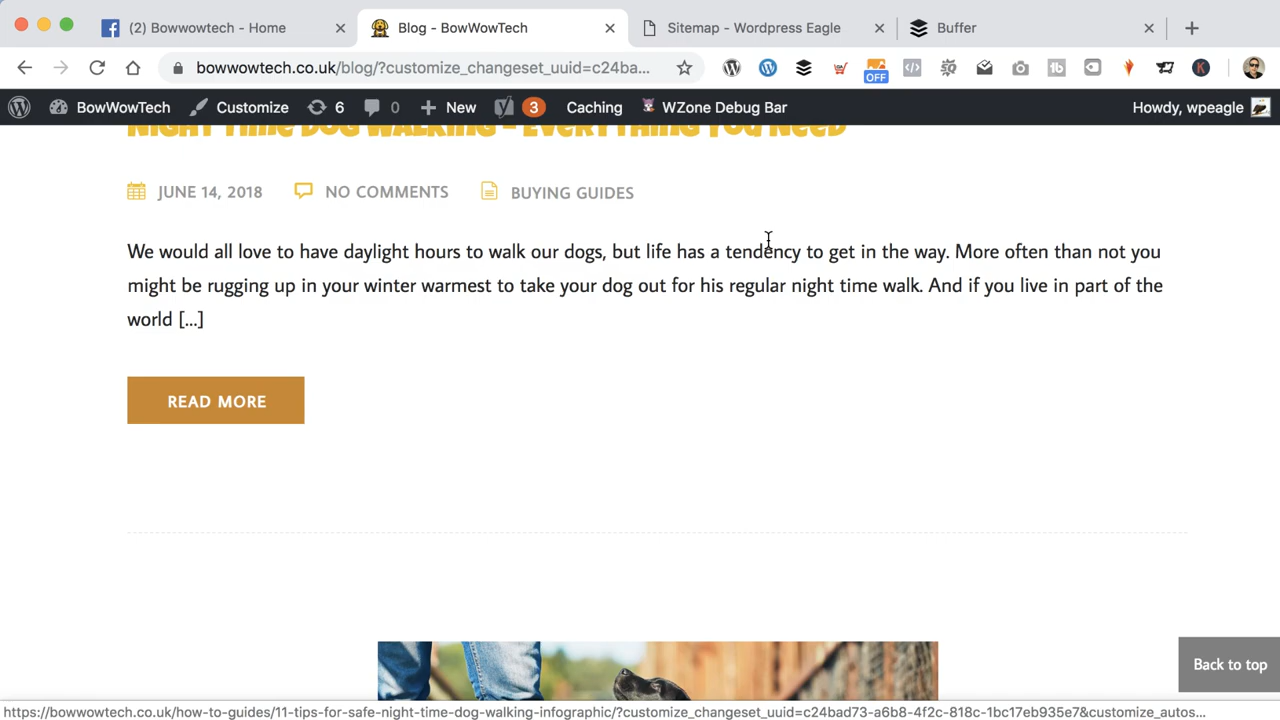 (2) Bowwowtech - Home
Blog - BowWowTech
Sitemap - Wordpress Eagle
Buffer
bowwowtech.co.uk/blog/?customize_changeset_uuid=c24ba...
OFF
1b
K
BowWowTech
Customize
6
0
New
3
Caching
WZone Debug Bar
Howdy, wpeagle
NIGHT TIME DOG WALKING – EVERYTHING YOU NEED
JUNE 14, 2018
NO COMMENTS
BUYING GUIDES
We would all love to have daylight hours to walk our dogs, but life has a tendency to get in the way. More often than not you
might be rugging up in your winter warmest to take your dog out for his regular night time walk. And if you live in part of the
world [...]
READ MORE
Back to top
https://bowwowtech.co.uk/how-to-guides/11-tips-for-safe-night-time-dog-walking-infographic/?customize_changeset_uuid=c24bad73-a6b8-4f2c-818c-1bc17eb935e7&customize_autos...